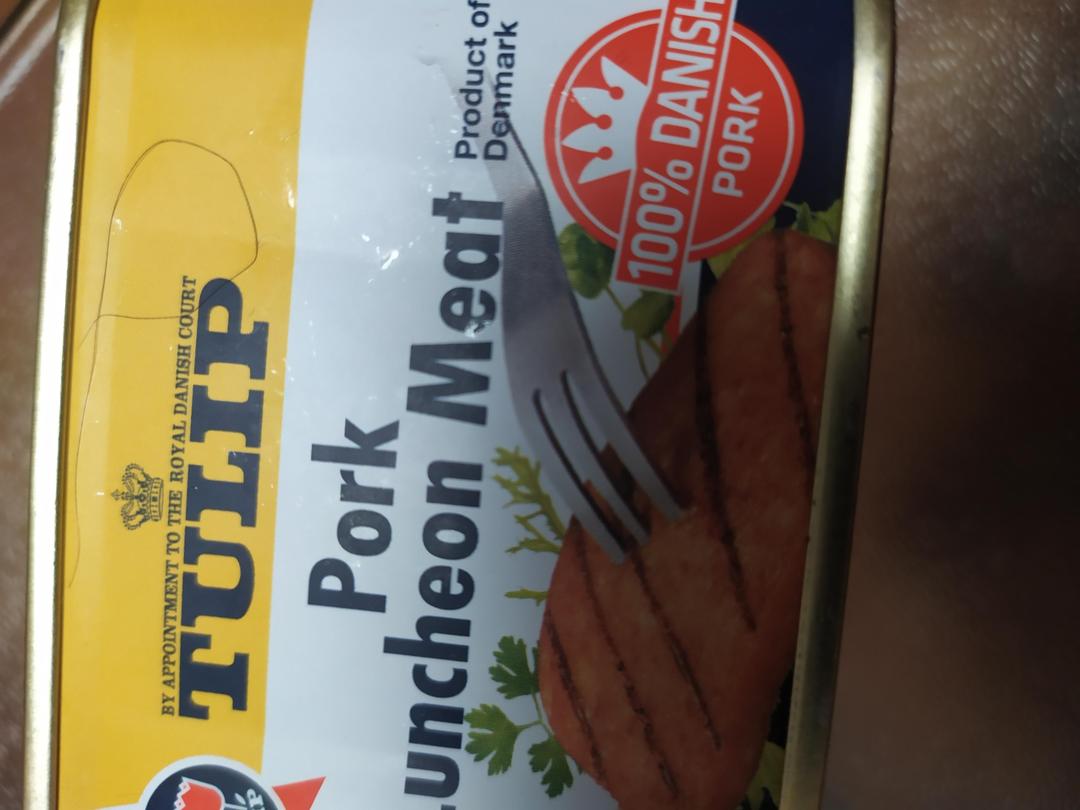 BY APPOINTMENT TO THE ROYAL DANISH COURT
TULIP
Pork
Luncheon Meat
Product of
Denmark
100% DANISH
PORK